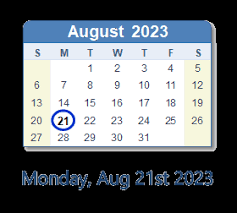 August 2023
S M T W T F S
1 2 3 4 5
6 7 8 9 10 11 12
13 14 15 16 17 18 19
20 21 22 23 24 25 26
27 28 29 30 31
Monday, Aug 21st 2023